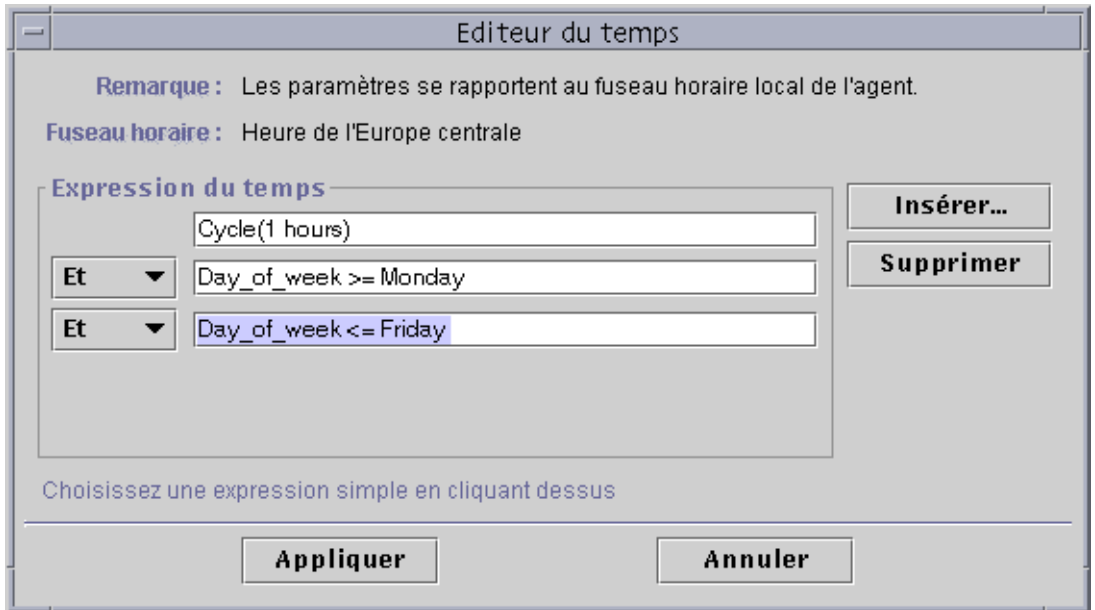 Editeur du temps
Remarque : Les paramètres se rapportent au fuseau horaire local de l'agent.
Fuseau horaire : Heure de l'Europe centrale
Expression du temps
Insérer...
Cycle(1 hours)
Supprimer
Et Day_of_week >= Monday
Et Day_of_week <= Friday
Choisissez une expression simple en cliquant dessus
Appliquer Annuler